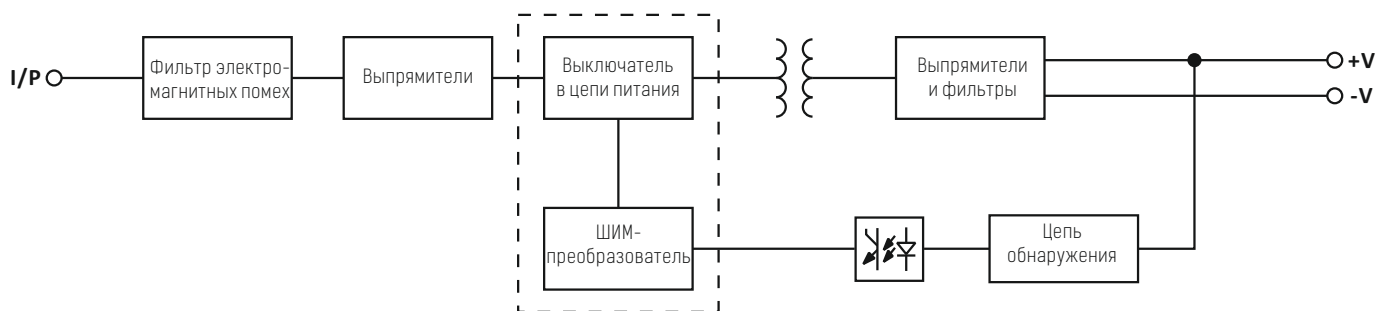 I/P
Фильтр электро-
магнитных помех
Выпрямители
Выключатель
в цепи питания
Выпрямители
и фильтры
+V
-V
ШИМ-
преобразователь
Цепь
обнаружения